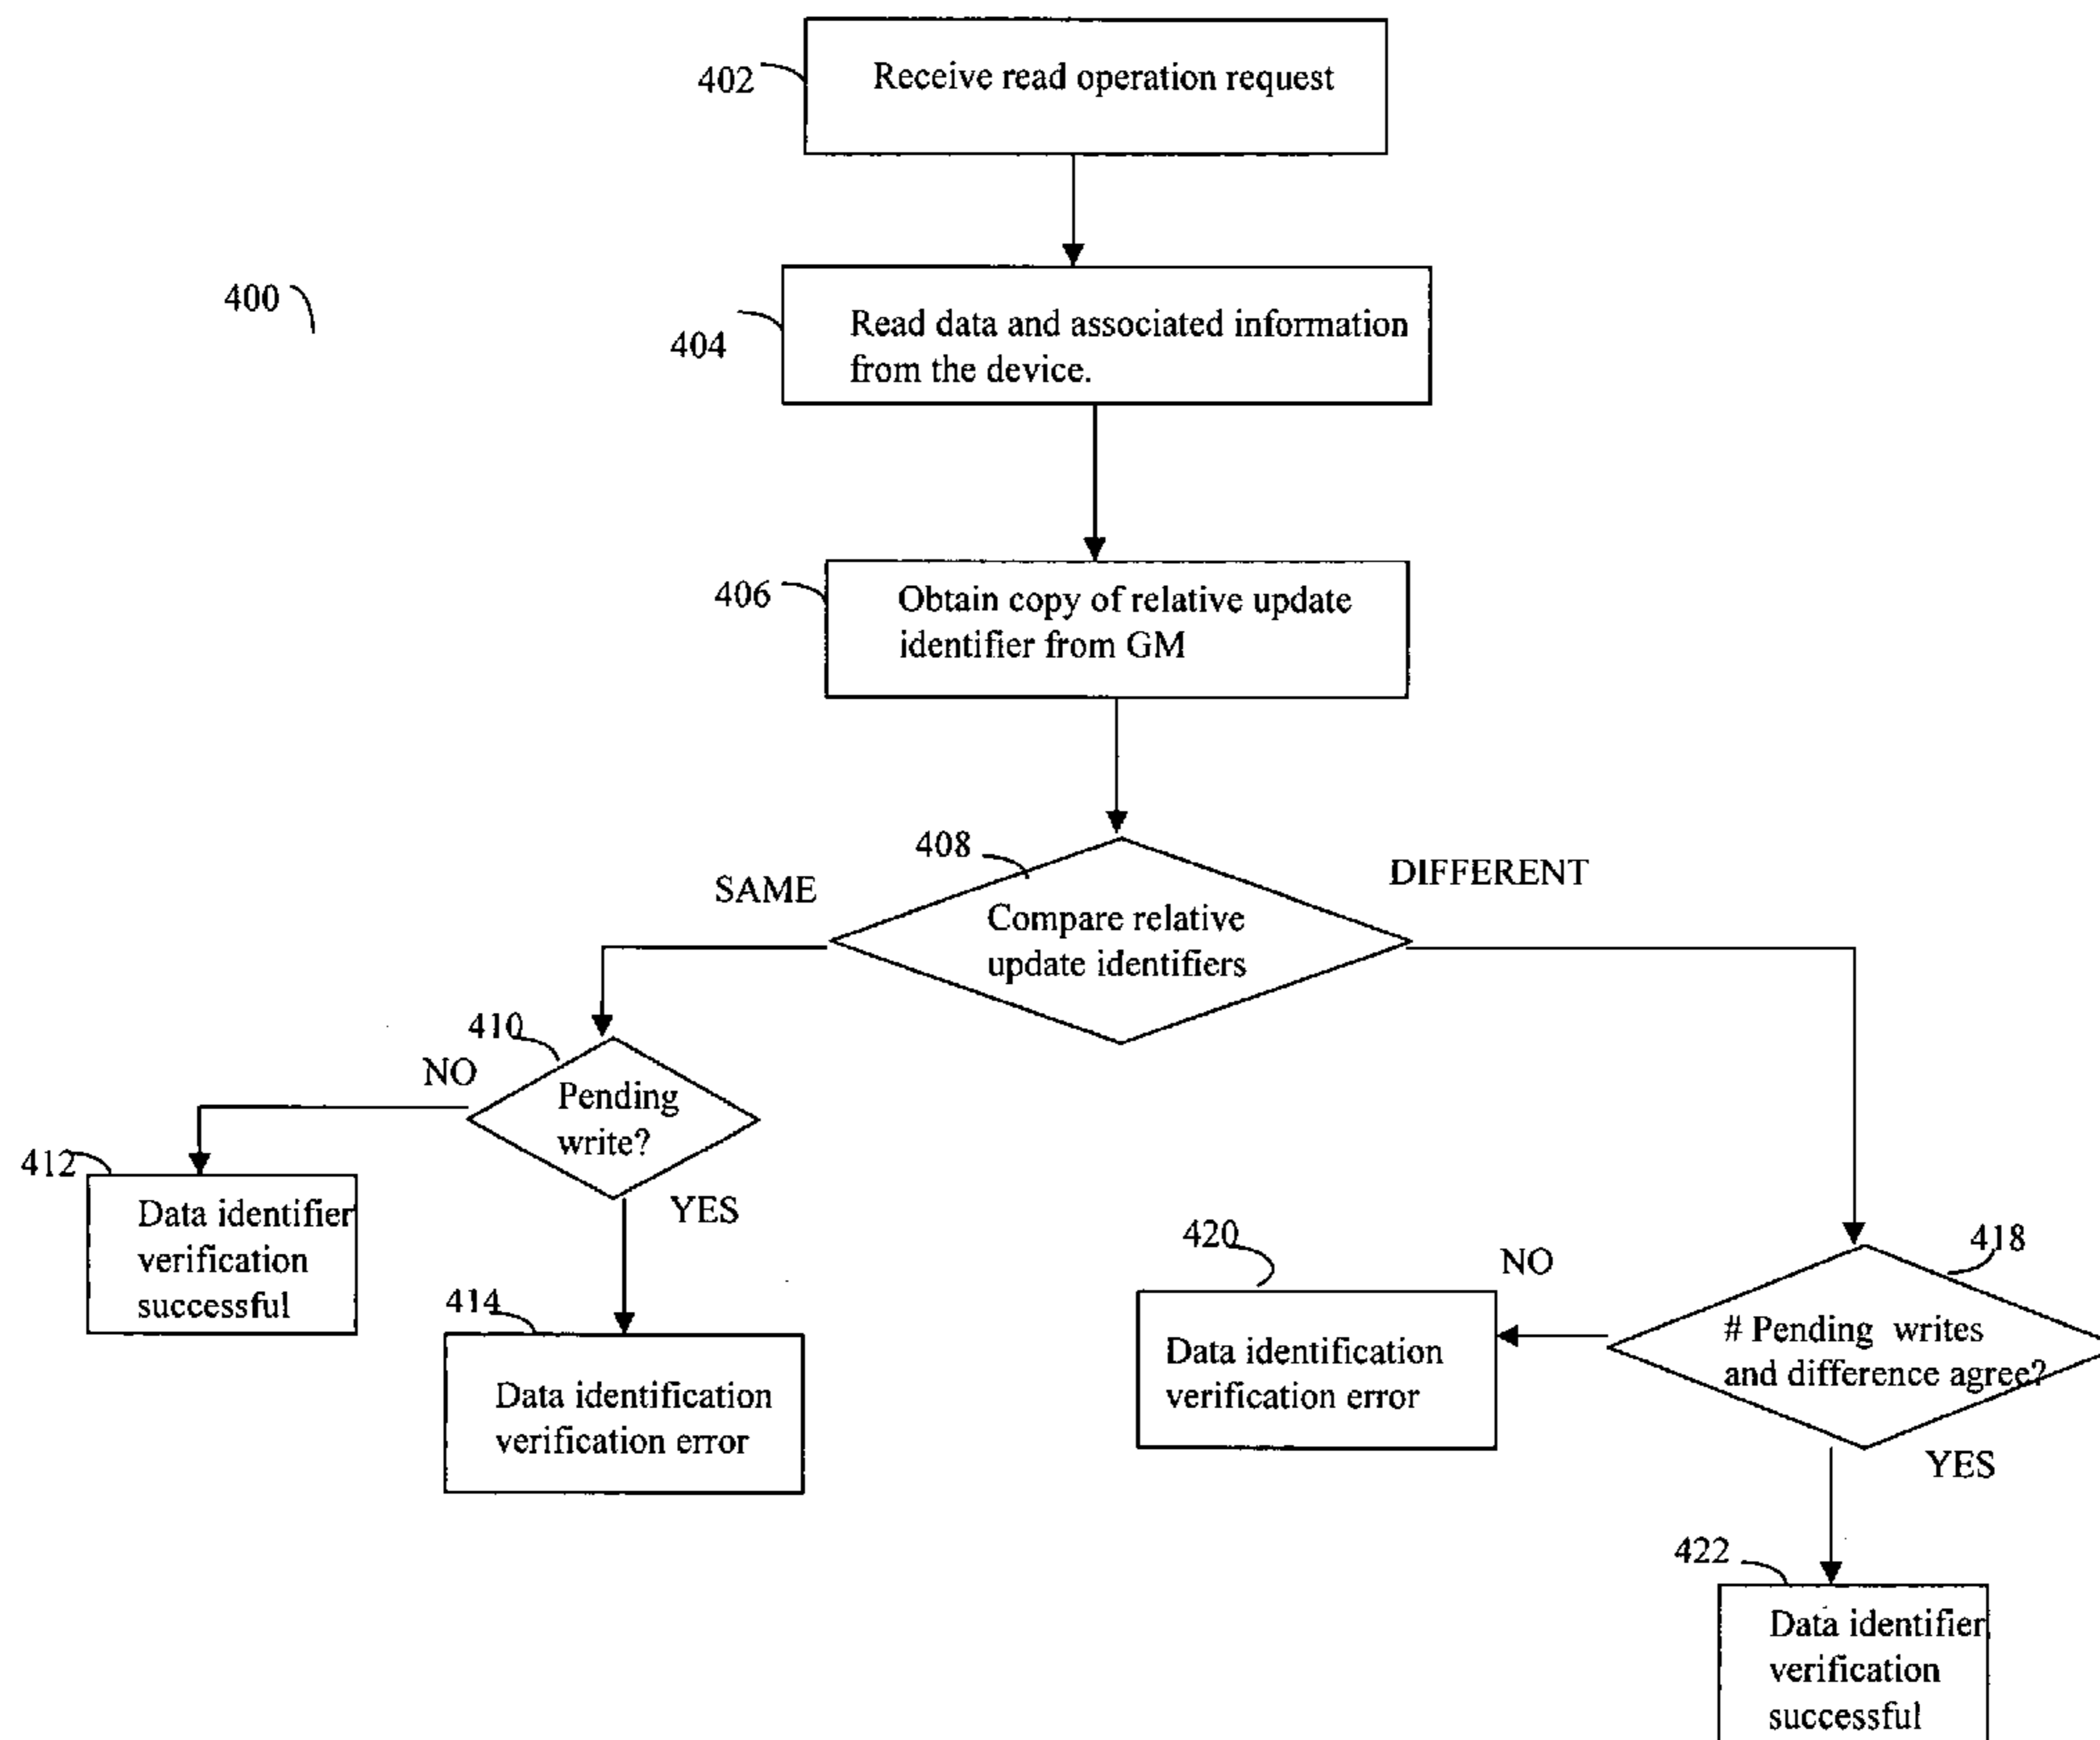 402
Receive read operation request
400
404
Read data and associated information
from the device.
406
Obtain copy of relative update
identifier from GM
408
SAME
DIFFERENT
Compare relative
update identifiers
410
NO
Pending
write?
YES
412
Data identifier
verification
successful
414
Data identification
verification error
420
NO
418
# Pending writes
and difference agree?
Data identification
verification error
YES
422
Data identifier
verification
successful